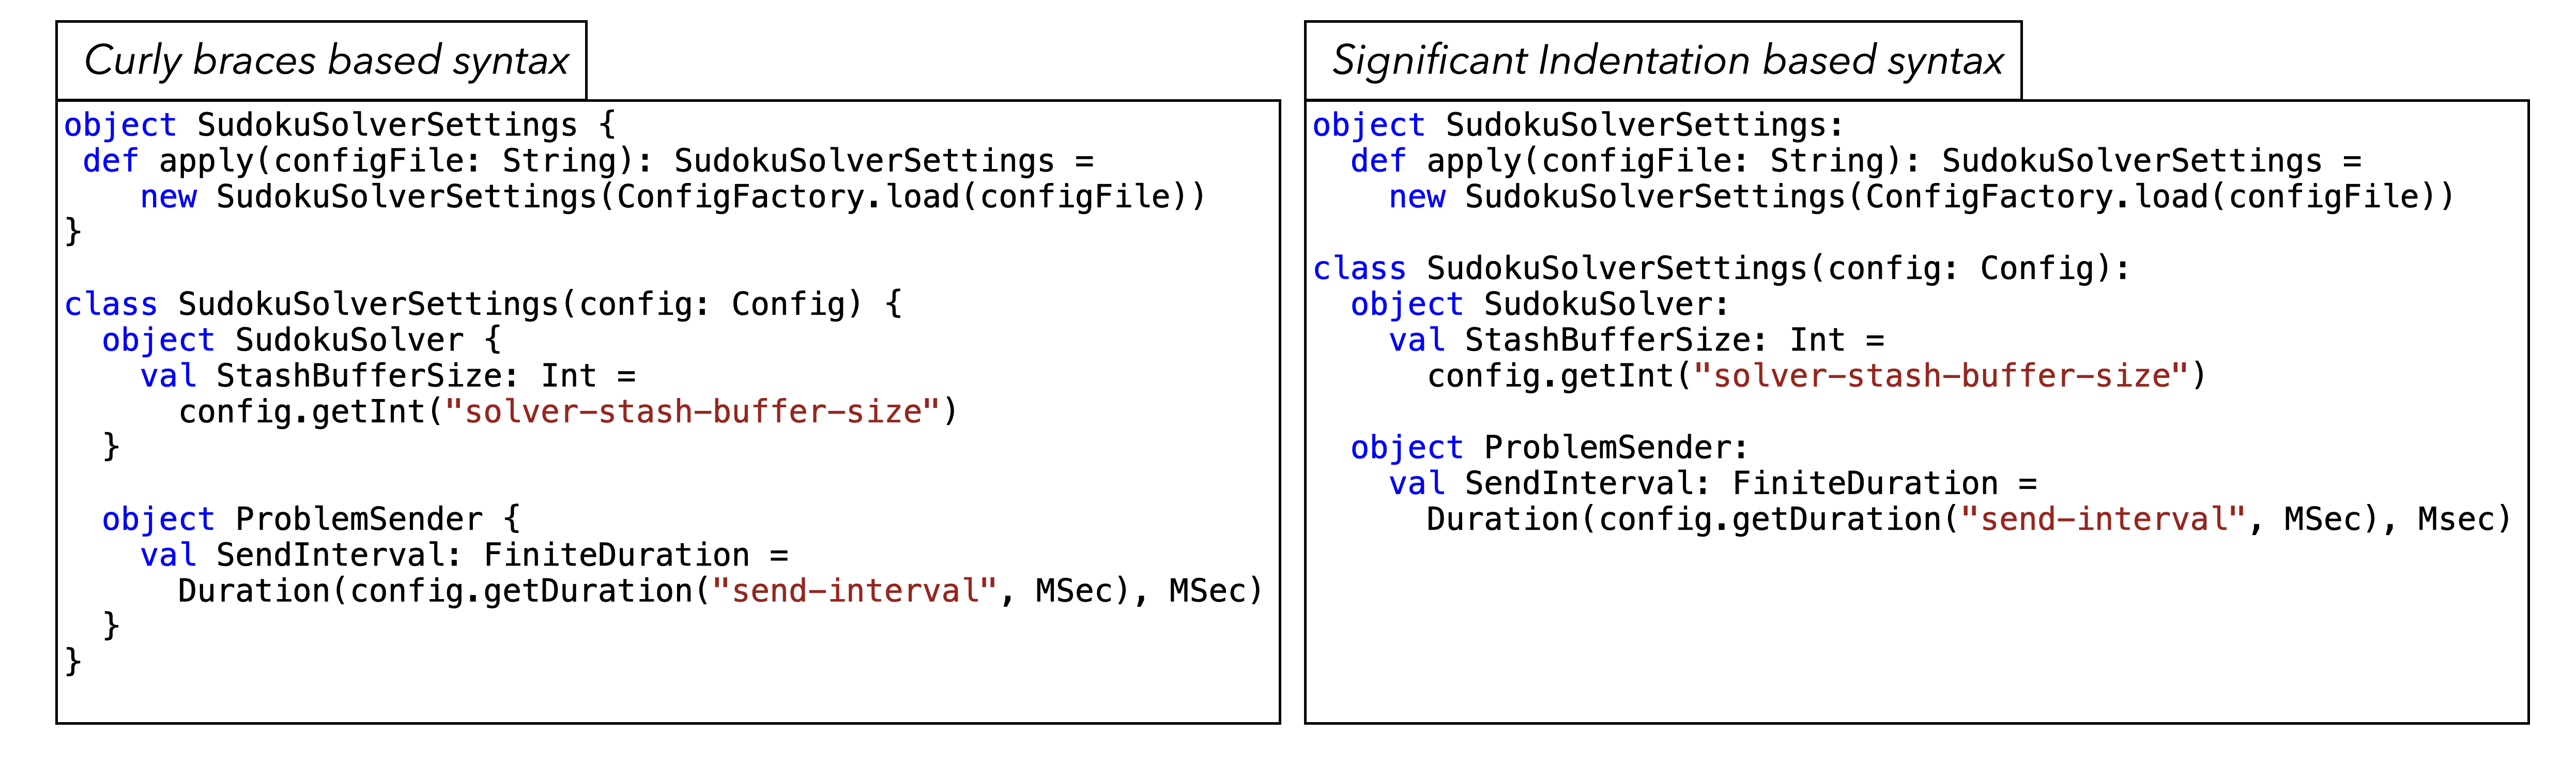 Curly braces based syntax
object SudokuSolverSettings {
 def apply(configFile: String): SudokuSolverSettings =
    new SudokuSolverSettings(ConfigFactory.load(configFile))
}

class SudokuSolverSettings(config: Config) {
  object SudokuSolver {
    val StashBufferSize: Int =
      config.getInt("solver-stash-buffer-size")
  }

  object ProblemSender {
    val SendInterval: FiniteDuration =
      Duration(config.getDuration("send-interval", MSec), MSec)
  }
}
Significant Indentation based syntax
object SudokuSolverSettings:
  def apply(configFile: String): SudokuSolverSettings =
    new SudokuSolverSettings(ConfigFactory.load(configFile))

class SudokuSolverSettings(config: Config):
  object SudokuSolver:
    val StashBufferSize: Int =
      config.getInt("solver-stash-buffer-size")

  object ProblemSender:
    val SendInterval: FiniteDuration =
      Duration(config.getDuration("send-interval", MSec), Msec)